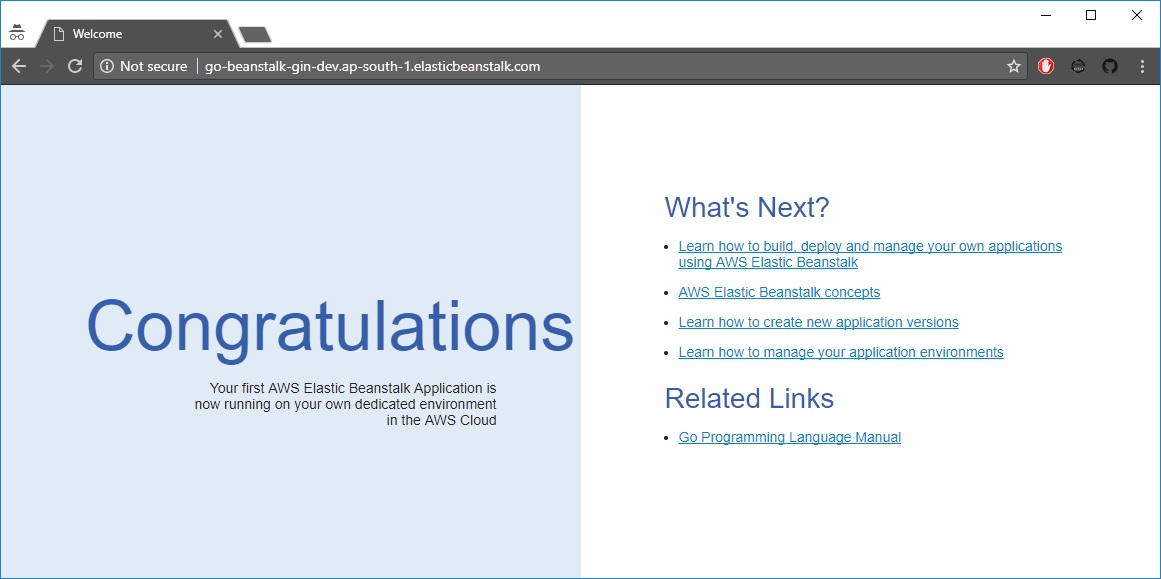 Welcome
Not secure
go-beanstalk-gin-dev.ap-south-1.elasticbeanstalk.com
Congratulations
Your first AWS Elastic Beanstalk Application is
now running on your own dedicated environment
in the AWS Cloud
What's Next?
Learn how to build, deploy and manage your own applications
using AWS Elastic Beanstalk
AWS Elastic Beanstalk concepts
Learn how to create new application versions
Learn how to manage your application environments
Related Links
Go Programming Language Manual